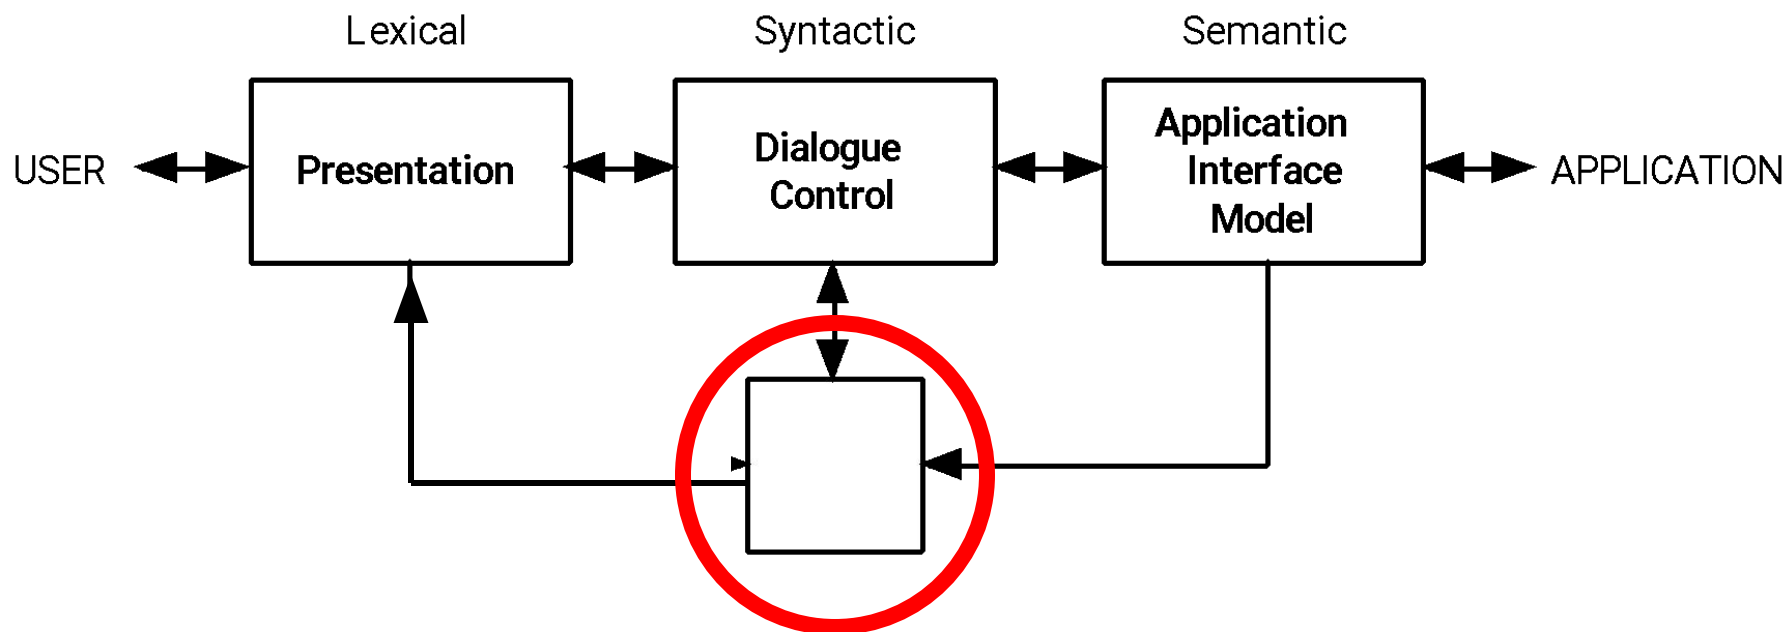 Lexical Syntactic Semantic
USER Presentation Dialogue Control Application Interface Model APPLICATION